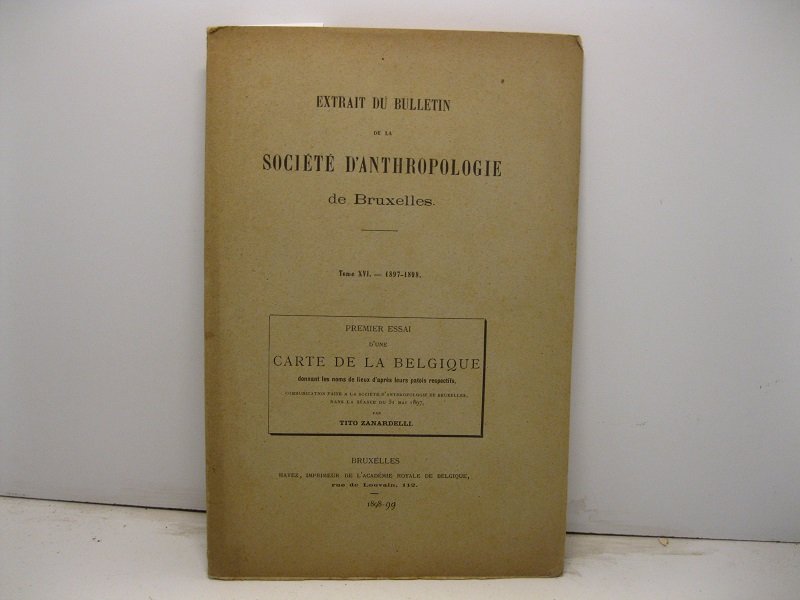 EXTRAIT DU BULLETIN
DE LA
SOCIÉTÉ D'ANTHROPOLOGIE
de Bruxelles.
Tome XVI. — 1897-1898.
PREMIER ESSAI
D'UNE
CARTE DE LA BELGIQUE
donnant les noms de lieux d'après leurs patois respectifs,
COMMUNICATION FAITE A LA SOCIÉTÉ D'ANTHROPOLOGIE DE BRUXELLES,
DANS LA SÉANCE DU 31 MAI 1897,
PAR
TITO ZANARDELLI.
BRUXELLES
HAYEZ, IMPRIMEUR DE L'ACADÉMIE ROYALE DE BELGIQUE,
rue de Louvain, 112.
1898-99